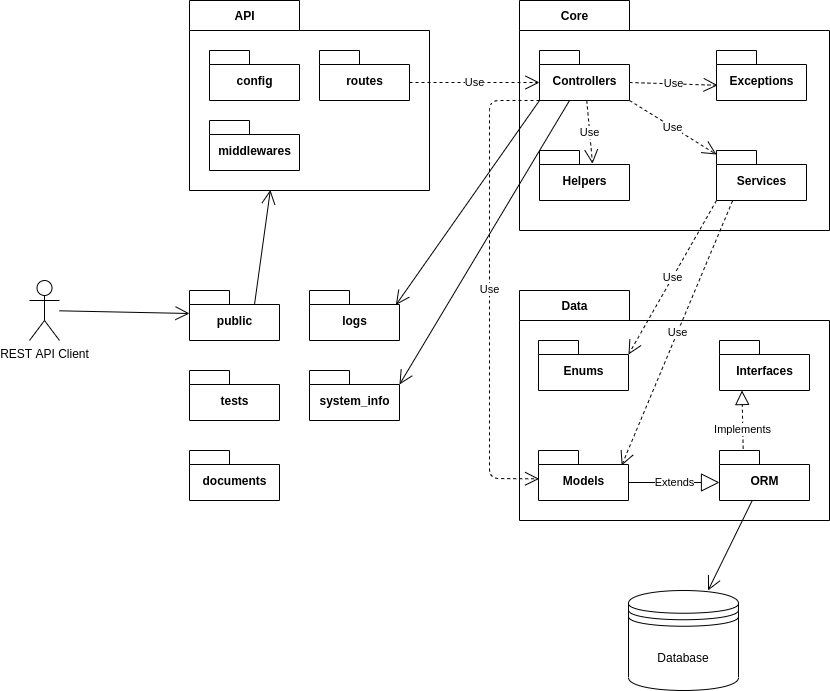 API
Core
config
routes
Use
Controllers
Use
Exceptions
middlewares
Use
Use
Helpers
Services
Use
Use
Data
REST API Client
public
logs
Use
Enums
Interfaces
tests
system_info
Implements
documents
Models
Extends
ORM
Database